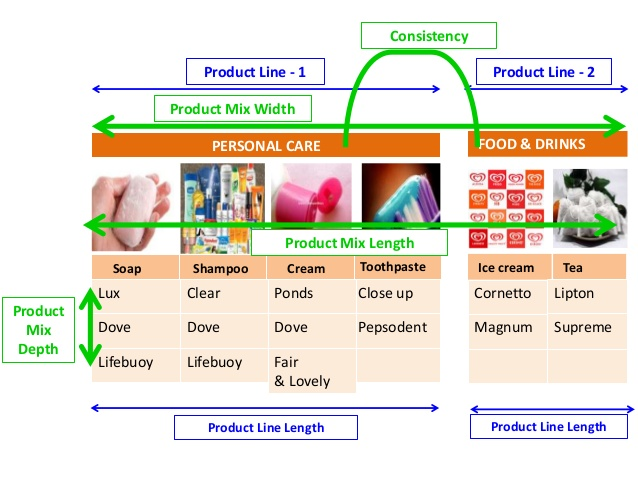 Consistency
Product Line - 1
Product Line - 2
Product Mix Width
PERSONAL CARE
FOOD & DRINKS
Product Mix Length
Soap
Shampoo
Cream
Toothpaste
Ice cream
Tea
Product
Mix
Depth
Lux
Clear
Ponds
Close up
Cornetto
Lipton
Dove
Dove
Dove
Pepsodent
Magnum
Supreme
Lifebuoy
Lifebuoy
Fair
& Lovely
Product Line Length
Product Line Length